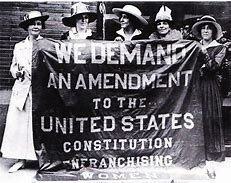 WE DEMAND
AN AMENDMENT
TO THE
UNITED STATES
CONSTITUTION
ENFRANCHISING
WOMEN